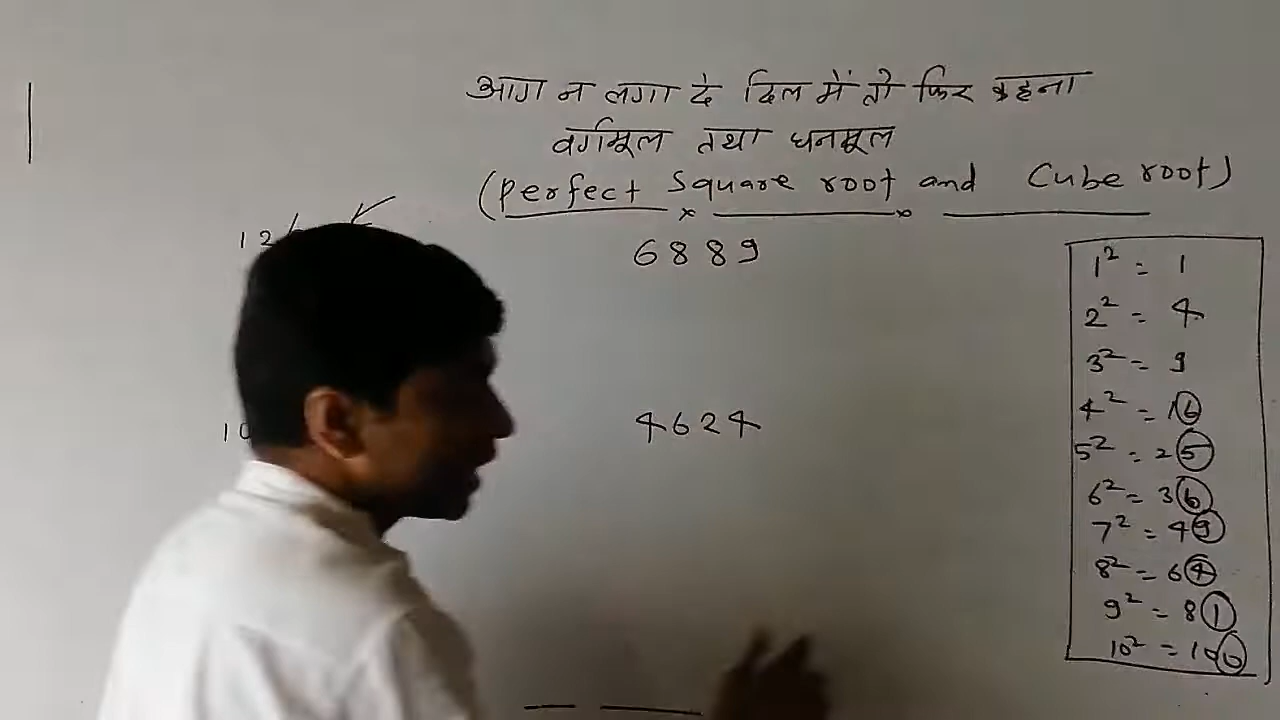 आग न लगा दे दिल में तो फिर कहना
वर्गमूल तथा घनमूल
(Perfect Square root and Cube root)
6889
4624
1² = 1
2² = 4
3² = 9
4² = 16
5² = 25
6² = 36
7² = 49
8² = 64
9² = 81
10² = 100